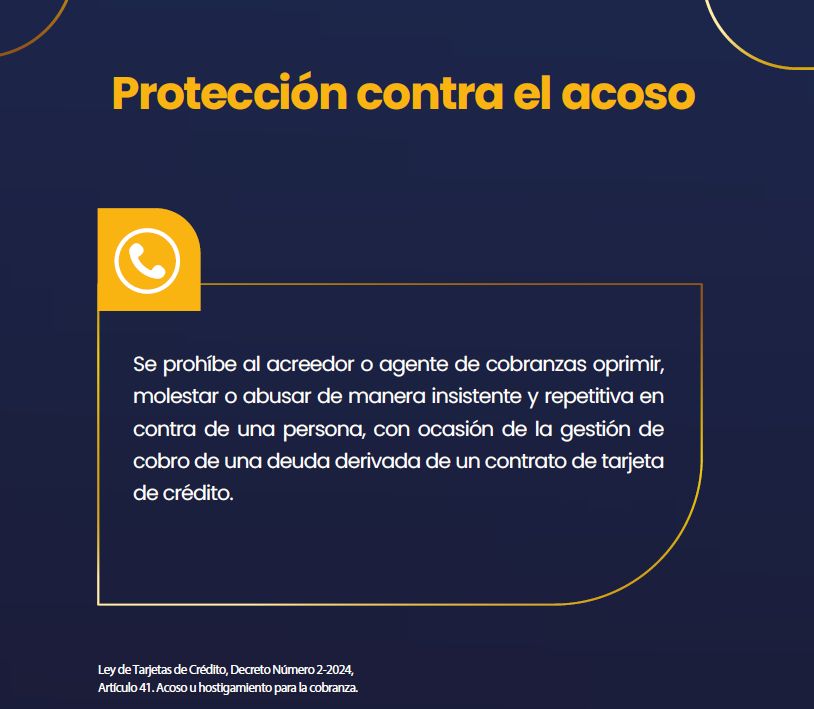 Protección contra el acoso
Se prohíbe al acreedor o agente de cobranzas oprimir,
molestar o abusar de manera insistente y repetitiva en
contra de una persona, con ocasión de la gestión de
cobro de una deuda derivada de un contrato de tarjeta
de crédito.
Ley de Tarjetas de Crédito, Decreto Número 2-2024,
Artículo 41. Acoso u hostigamiento para la cobranza.